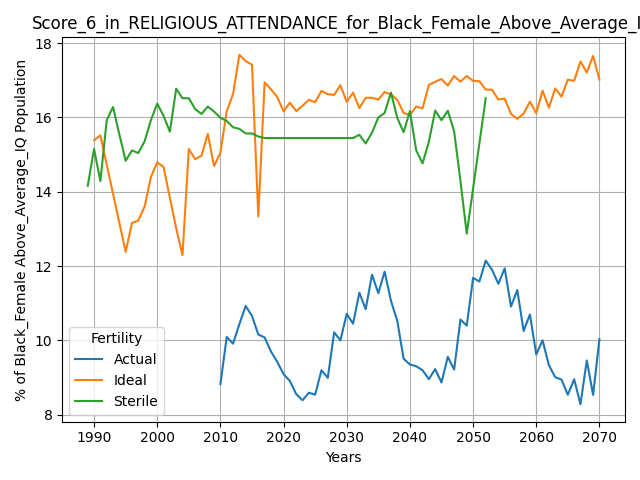 Score_6_in_RELIGIOUS_ATTENDANCE_for_Black_Female_Above_Average_I
% of Black_Female Above_Average_IQ Population
18
16
14
12
10
8
Fertility
Actual
Ideal
Sterile
1990 2000 2010 2020 2030 2040 2050 2060 2070
Years